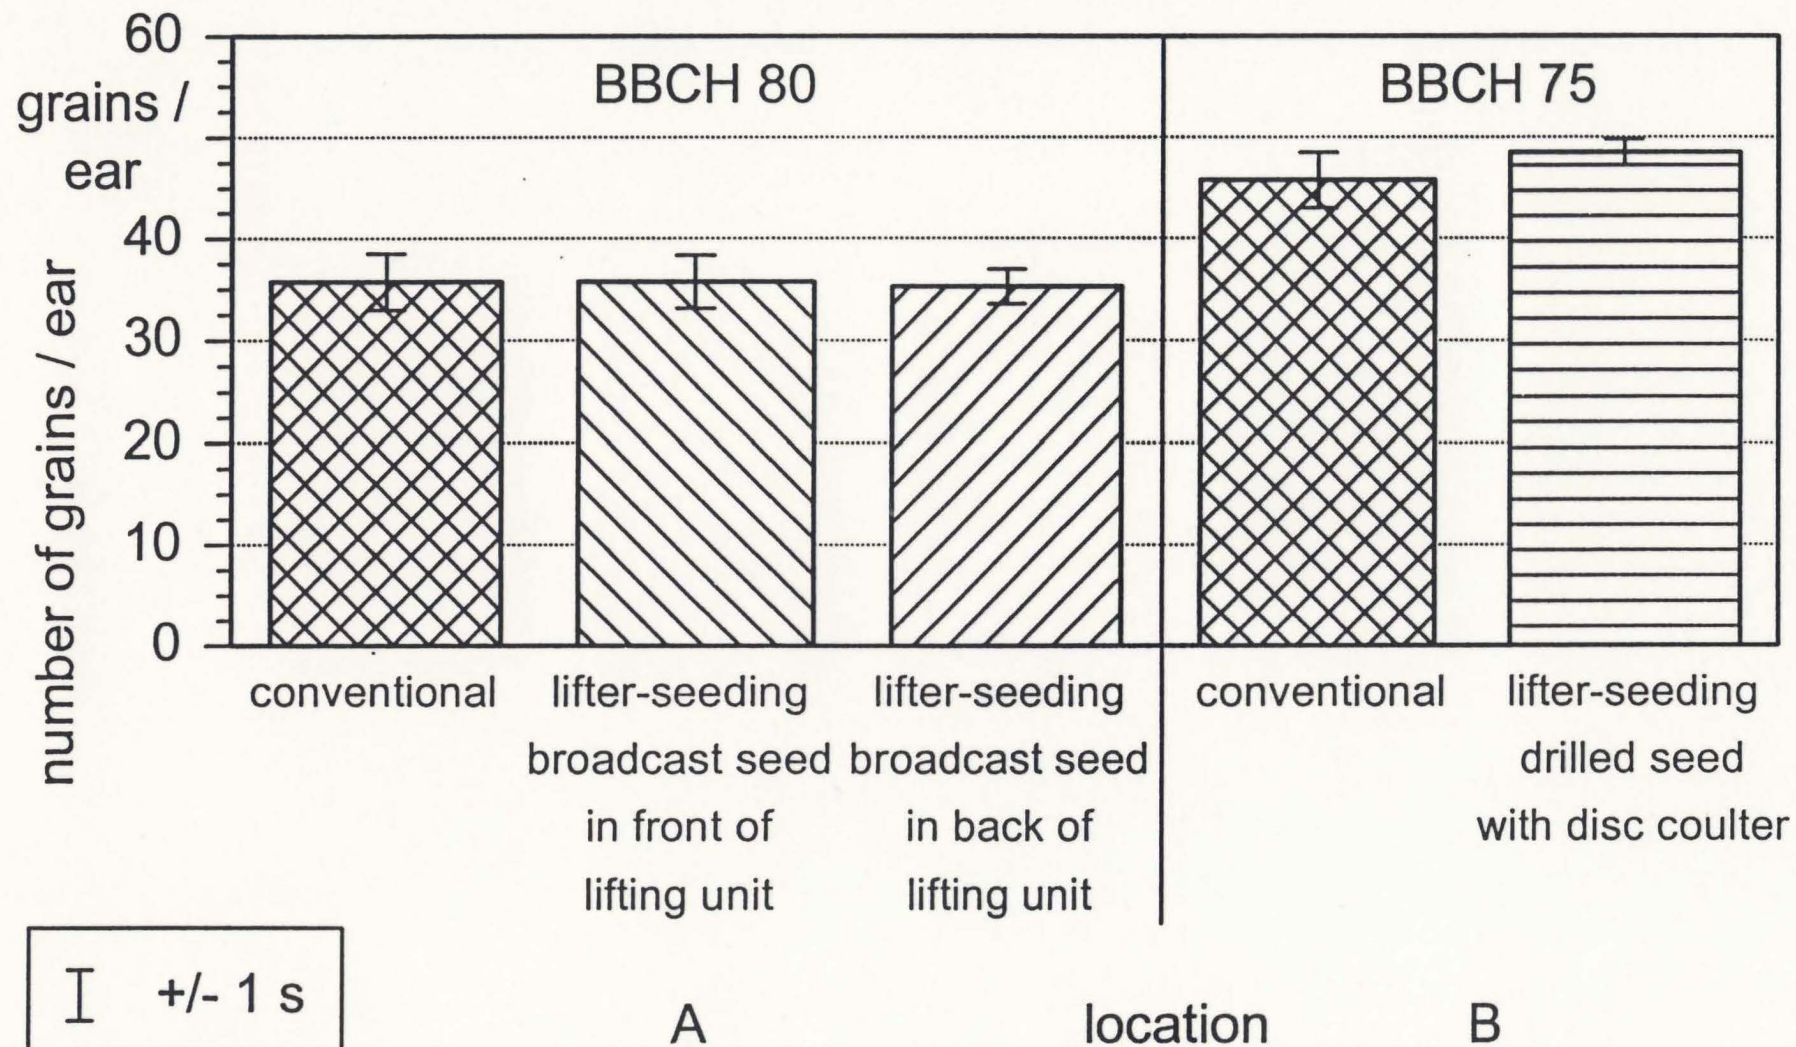 60
grains /
ear
40
30
20
10
0
number of grains / ear
BBCH 80
BBCH 75
conventional
lifter-seeding
broadcast seed
in front of
lifting unit
lifter-seeding
broadcast seed
in back of
lifting unit
conventional
lifter-seeding
drilled seed
with disc coulter
+/- 1 s
A
location
B